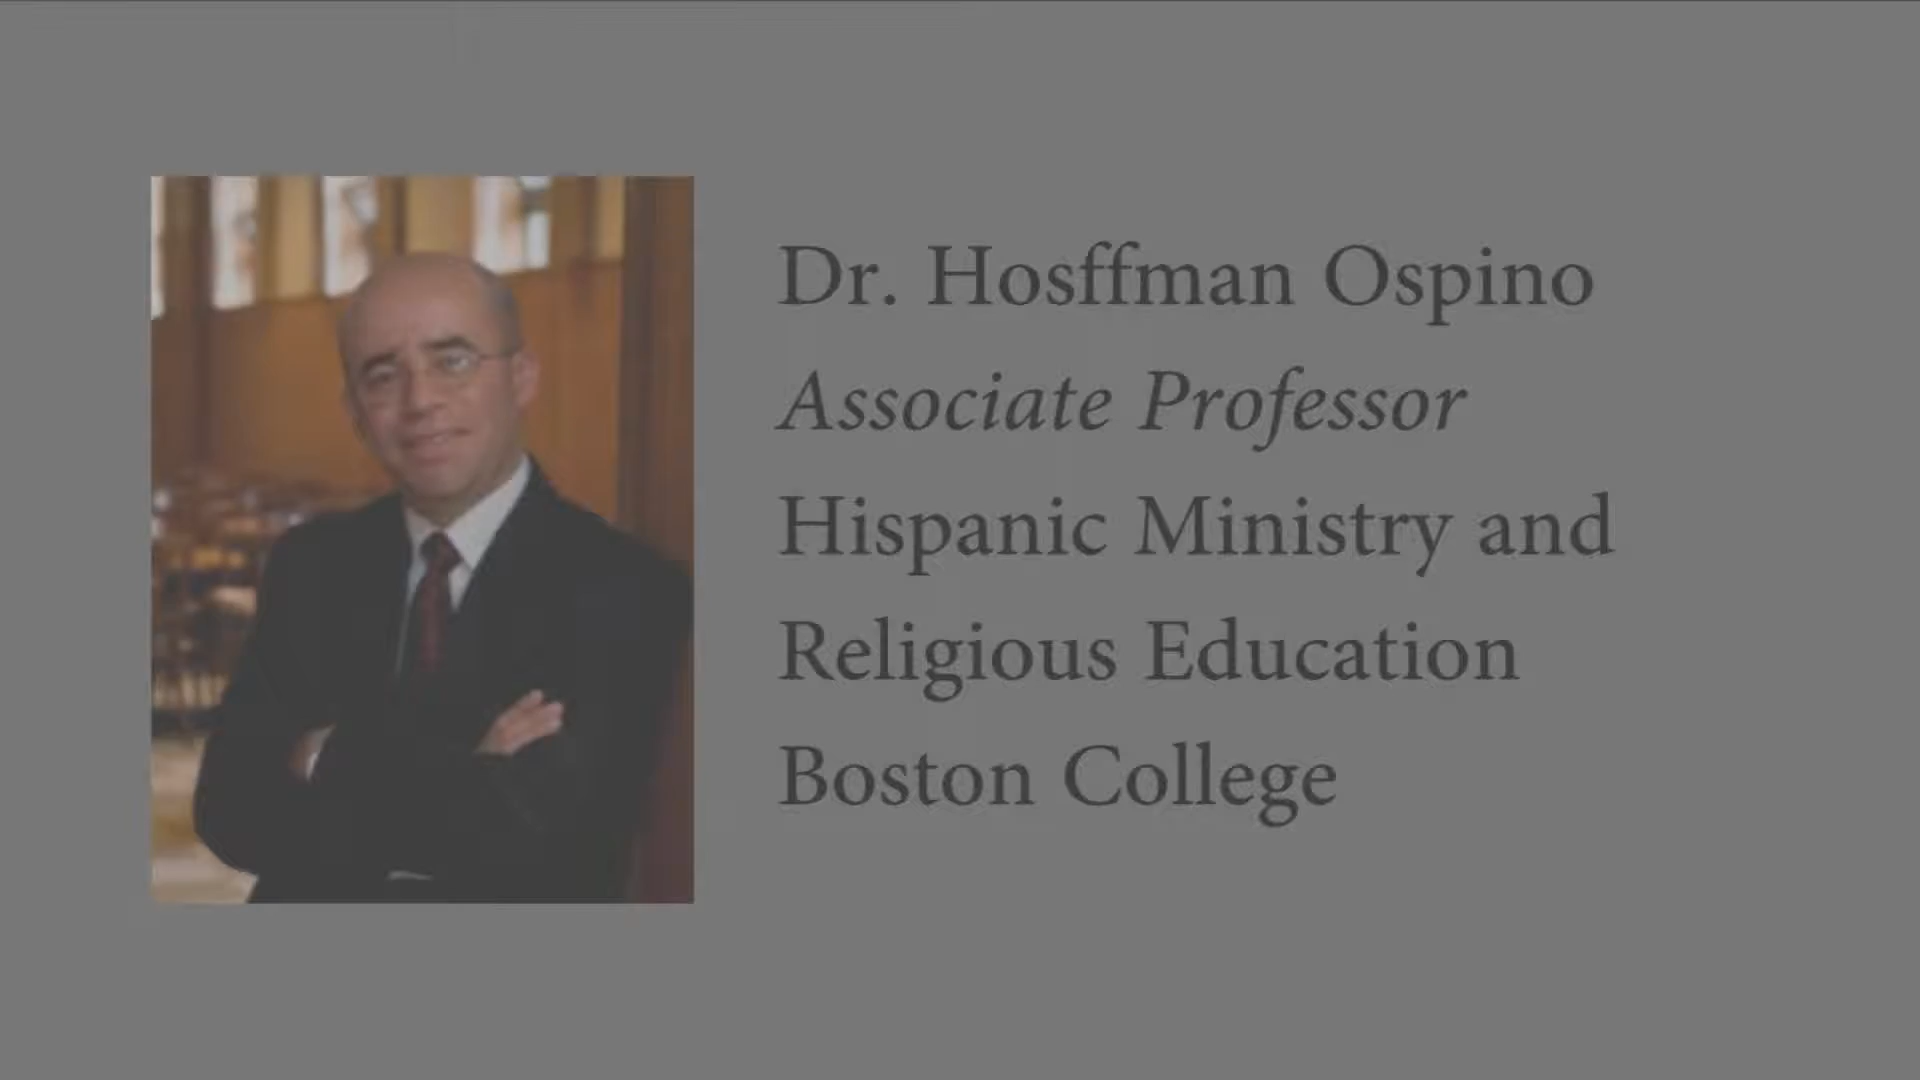 Dr. Hosffman Ospino
Associate Professor
Hispanic Ministry and
Religious Education
Boston College